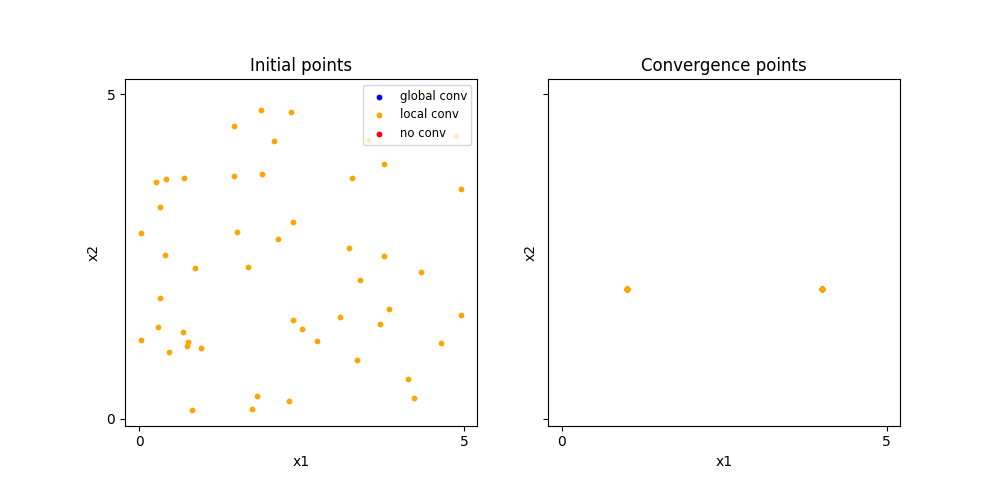 Initial points
global conv
local conv
no conv
5
0
x2
0
5
x1
Convergence points
x2
0
5
x1